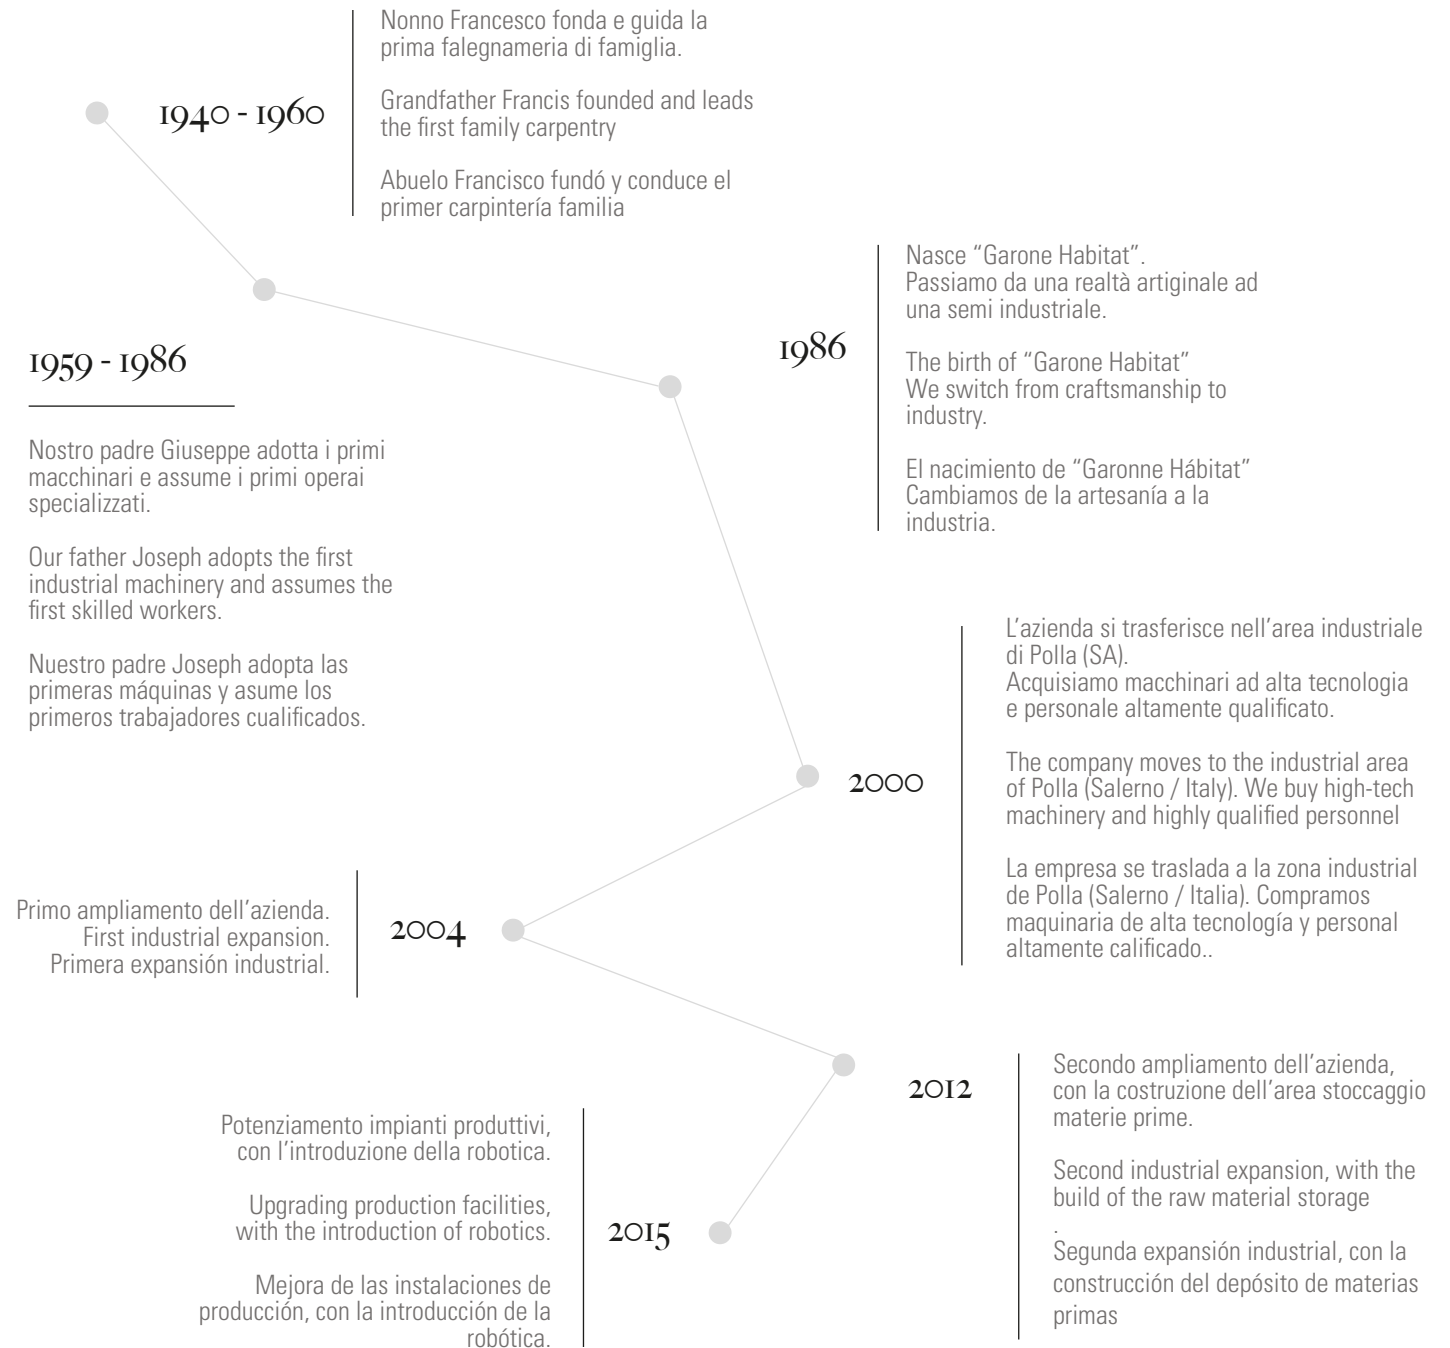 1940 - 1960
Nonno Francesco fonda e guida la
prima falegnameria di famiglia.
Grandfather Francis founded and leads
the first family carpentry
Abuelo Francisco fundó y conduce el
primer carpintería familia
1959 - 1986
Nostro padre Giuseppe adotta i primi
macchinari e assume i primi operai
specializzati.
Our father Joseph adopts the first
industrial machinery and assumes the
first skilled workers.
Nuestro padre Joseph adopta las
primeras máquinas y asume los
primeros trabajadores cualificados.
1986
Nasce “Garone Habitat”.
Passiamo da una realtà artiginale ad
una semi industriale.
The birth of “Garone Habitat”
We switch from craftsmanship to
industry.
El nacimiento de “Garonne Hábitat”
Cambiamos de la artesanía a la
industria.
2000
L’azienda si trasferisce nell’area industriale
di Polla (SA).
Acquisiamo macchinari ad alta tecnologia
e personale altamente qualificato.
The company moves to the industrial area
of Polla (Salerno / Italy). We buy high-tech
machinery and highly qualified personnel
La empresa se traslada a la zona industrial
de Polla (Salerno / Italia). Compramos
maquinaria de alta tecnología y personal
altamente calificado..
2004
Primo ampliamento dell’azienda.
First industrial expansion.
Primera expansión industrial.
2012
Secondo ampliamento dell’azienda,
con la costruzione dell’area stoccaggio
materie prime.
Second industrial expansion, with the
build of the raw material storage
.
Segunda expansión industrial, con la
construcción del depósito de materias
primas
2015
Potenziamento impianti produttivi,
con l’introduzione della robotica.
Upgrading production facilities,
with the introduction of robotics.
Mejora de las instalaciones de
producción, con la introducción de la
robótica.